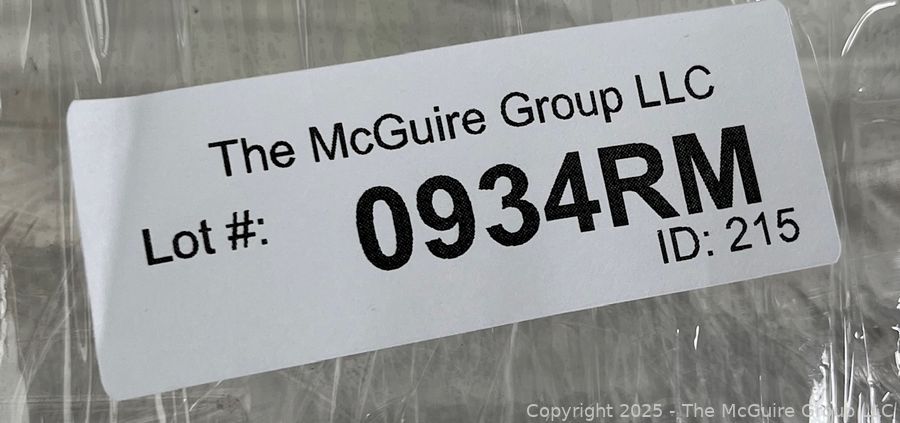 The McGuire Group LLC
Lot #: 0934RM
ID: 215
Copyright 2025 - The McGuire Group LLC